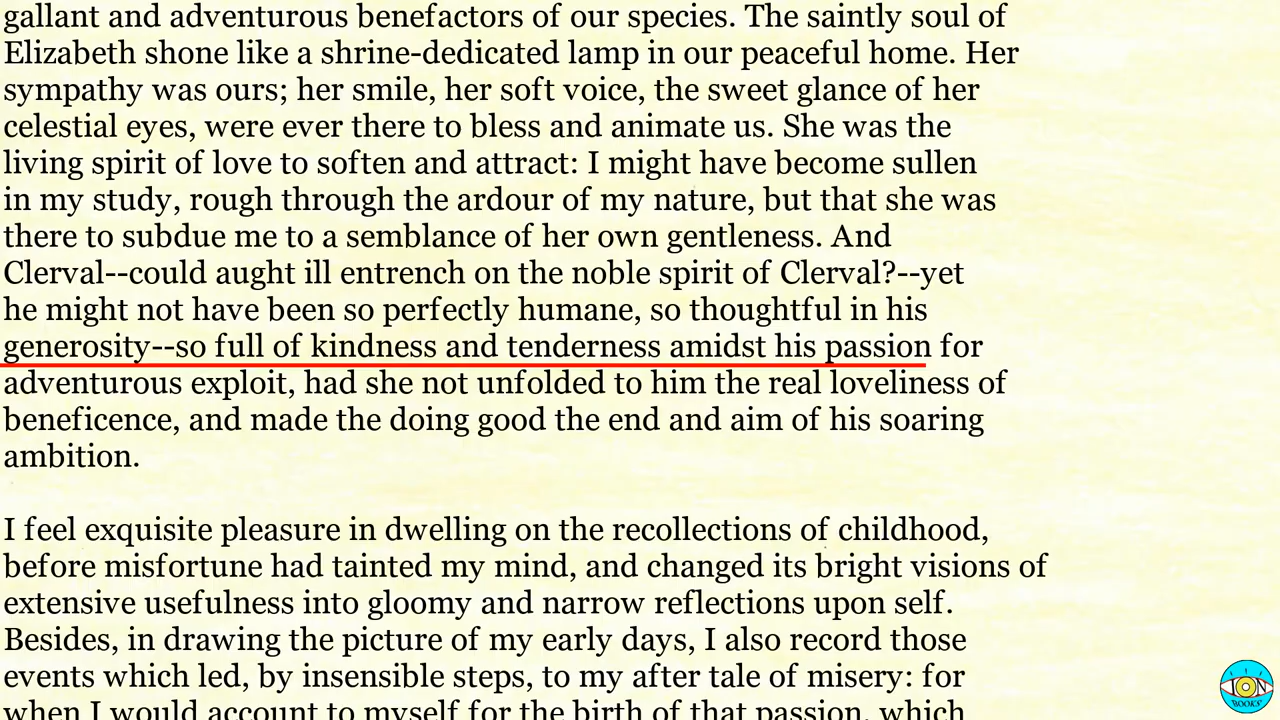 gallant and adventurous benefactors of our species. The saintly soul of
Elizabeth shone like a shrine-dedicated lamp in our peaceful home. Her
sympathy was ours; her smile, her soft voice, the sweet glance of her
celestial eyes, were ever there to bless and animate us. She was the
living spirit of love to soften and attract: I might have become sullen
in my study, rough through the ardour of my nature, but that she was
there to subdue me to a semblance of her own gentleness. And
Clerval--could aught ill entrench on the noble spirit of Clerval?--yet
he might not have been so perfectly humane, so thoughtful in his
generosity--so full of kindness and tenderness amidst his passion for
adventurous exploit, had she not unfolded to him the real loveliness of
beneficence, and made the doing good the end and aim of his soaring
ambition.
I feel exquisite pleasure in dwelling on the recollections of childhood,
before misfortune had tainted my mind, and changed its bright visions of
extensive usefulness into gloomy and narrow reflections upon self.
Besides, in drawing the picture of my early days, I also record those
events which led, by insensible steps, to my after tale of misery: for
when I would account to myself for the birth of that passion, which
ION
BOOKS